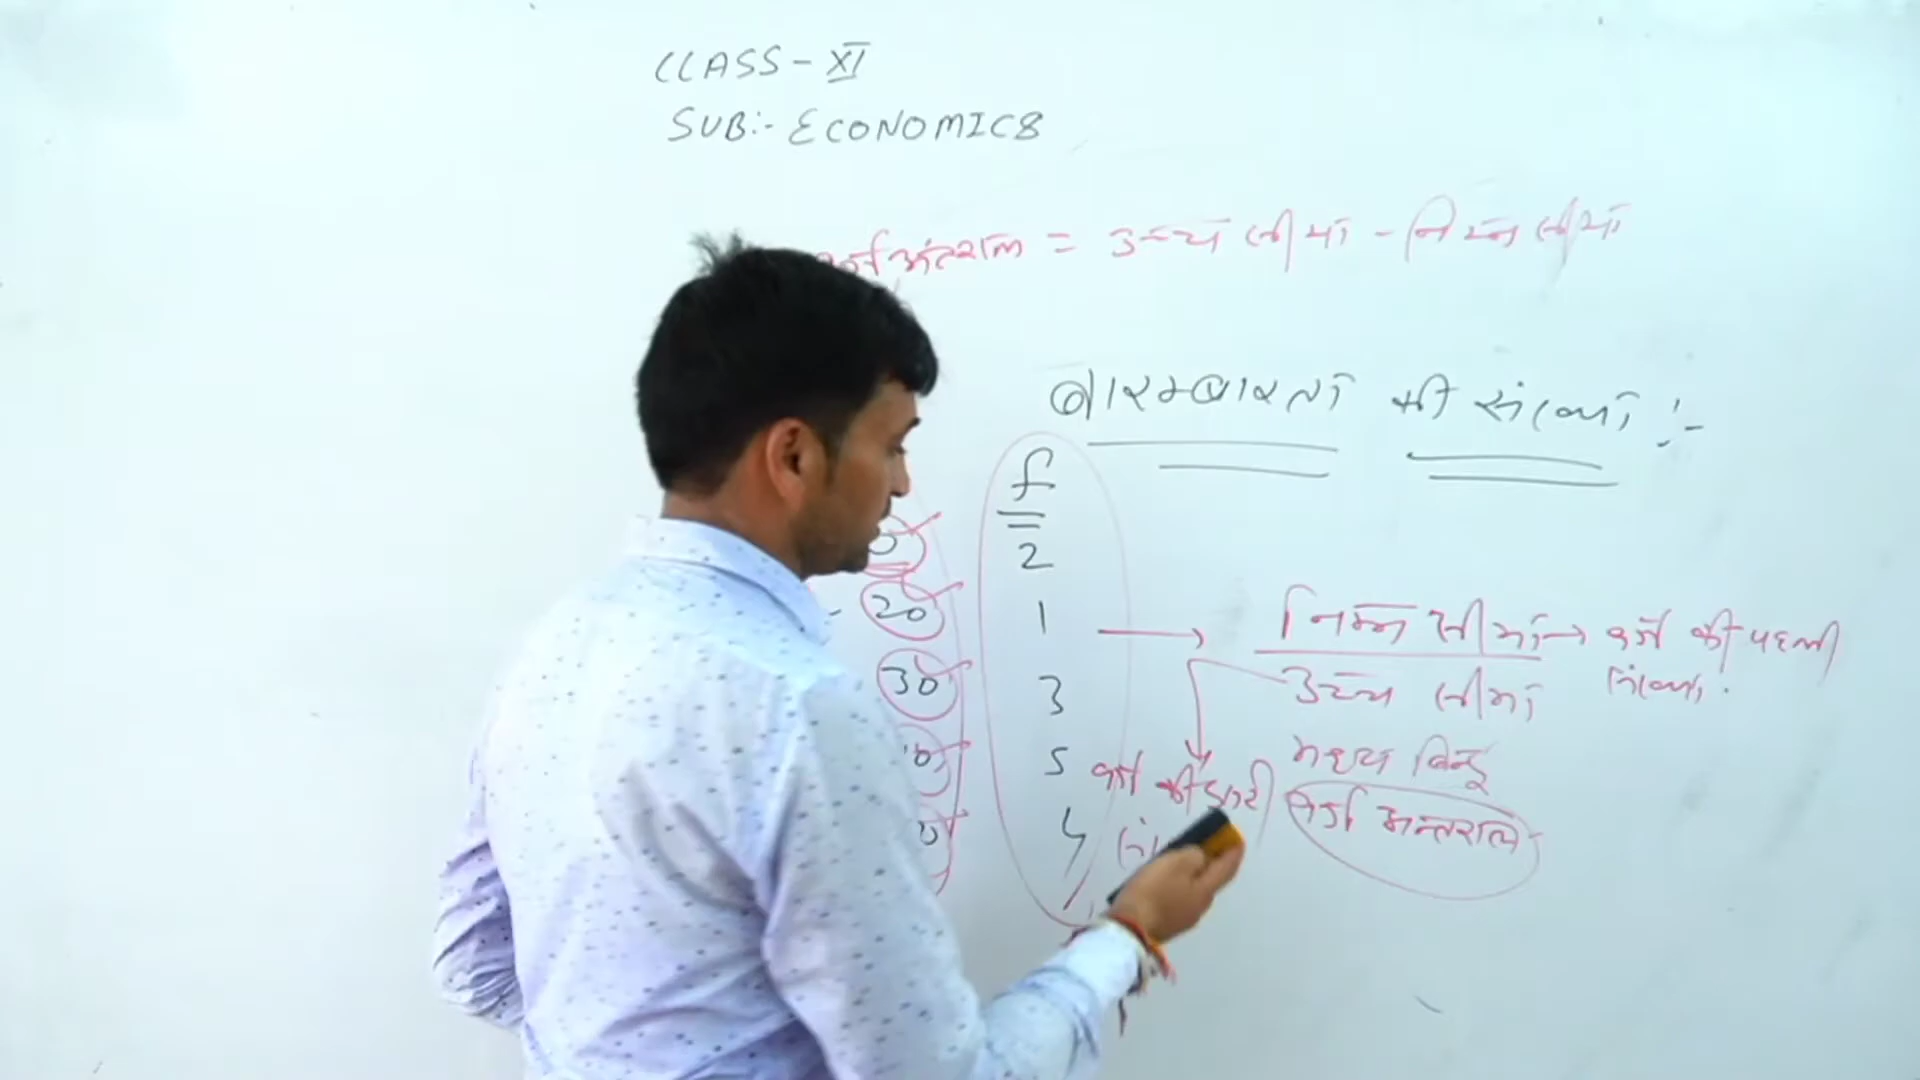 CLASS - XI
SUB:- ECONOMICS
अंतराल = उच्च सीमा - निम्न सीमा
बारम्बारता की संख्या :-
f
2
20 1
30 3
5
निम्न सीमा → वर्ग की पहली
संख्या.
उच्च सीमा
मध्य बिन्दू
वर्ग की
वर्ग अन्तराल